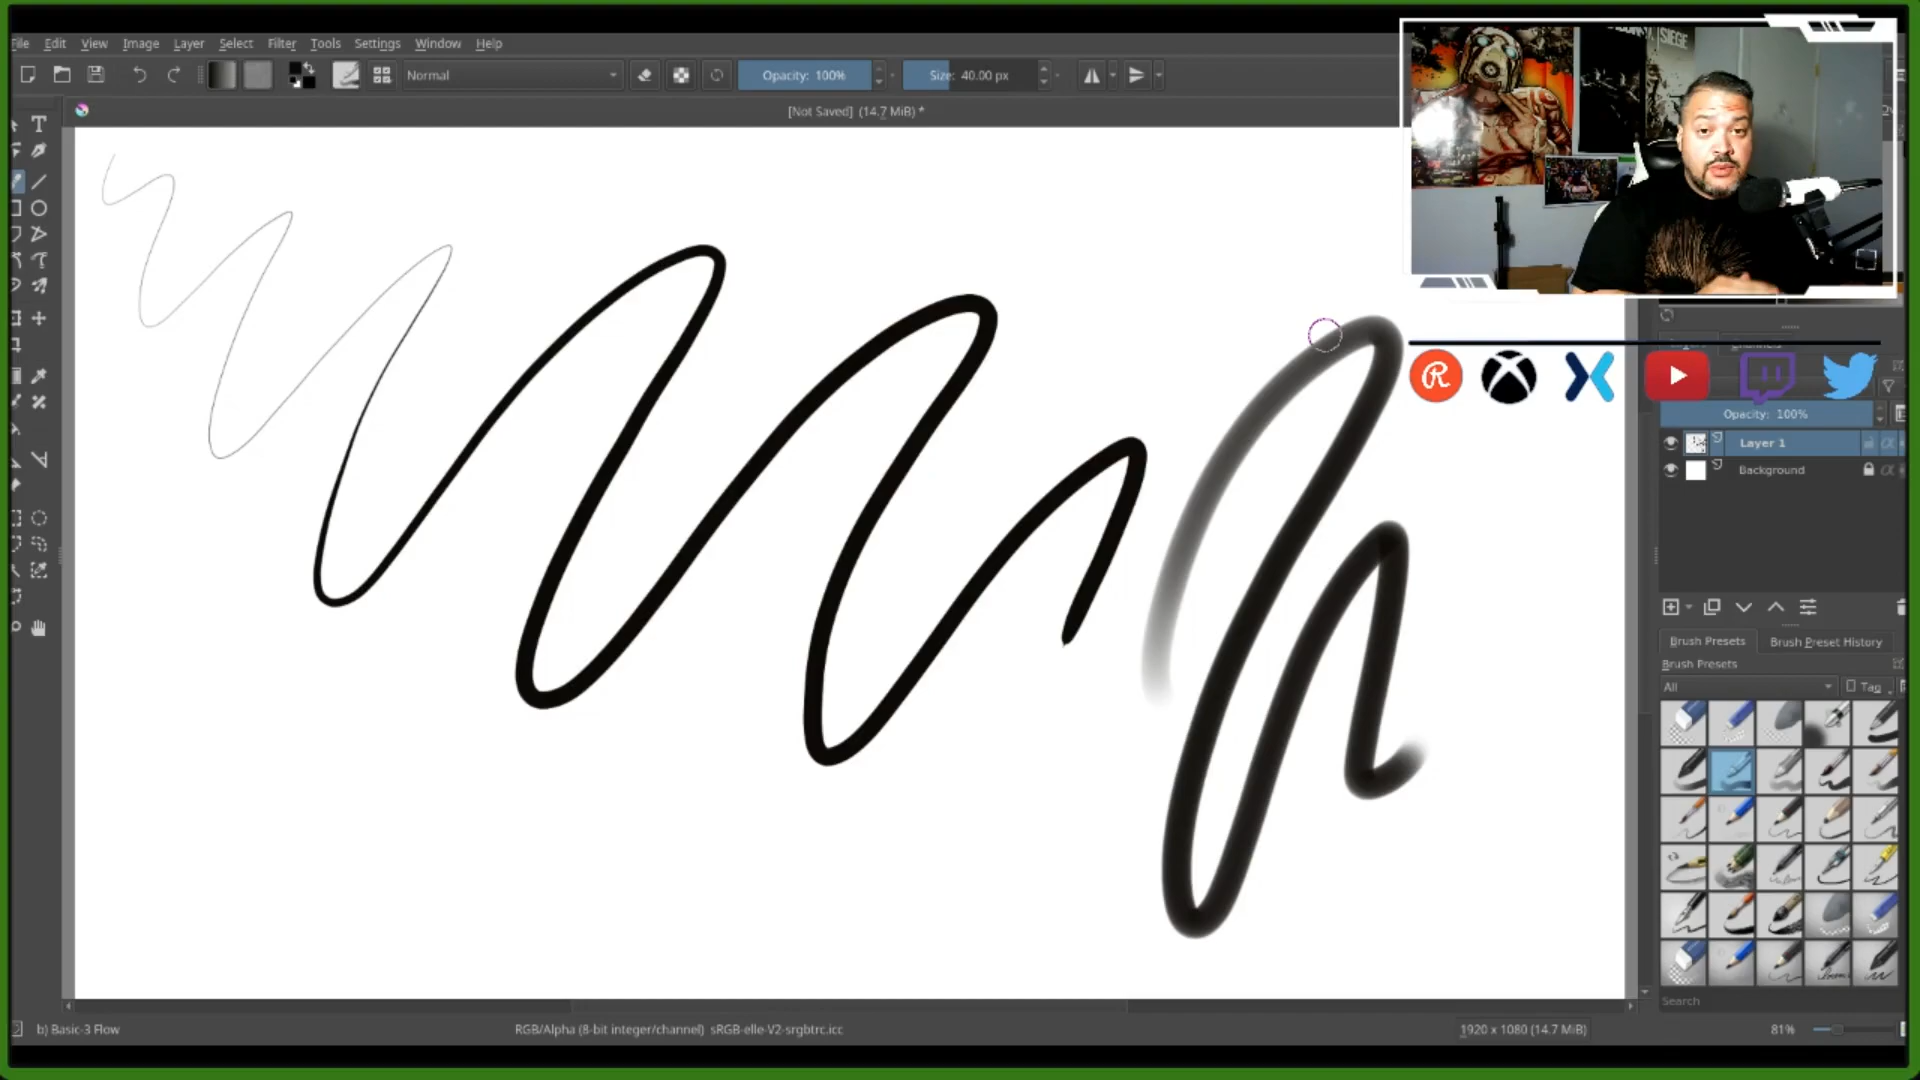 File Edit View Image Layer Select Filter Tools Settings Window Help
Normal
Opacity: 100%
Size: 40.00 px
[Not Saved] (14.7 MiB) *
SIEGE
Opacity: 100%
Layer 1
Background
Brush Presets Brush Preset History
Brush Presets
All
Tag
Search
b) Basic-3 Flow
RGB/Alpha (8-bit integer/channel) sRGB-elle-V2-srgbtrc.icc
1920 x 1080 (14.7 MiB)
81%